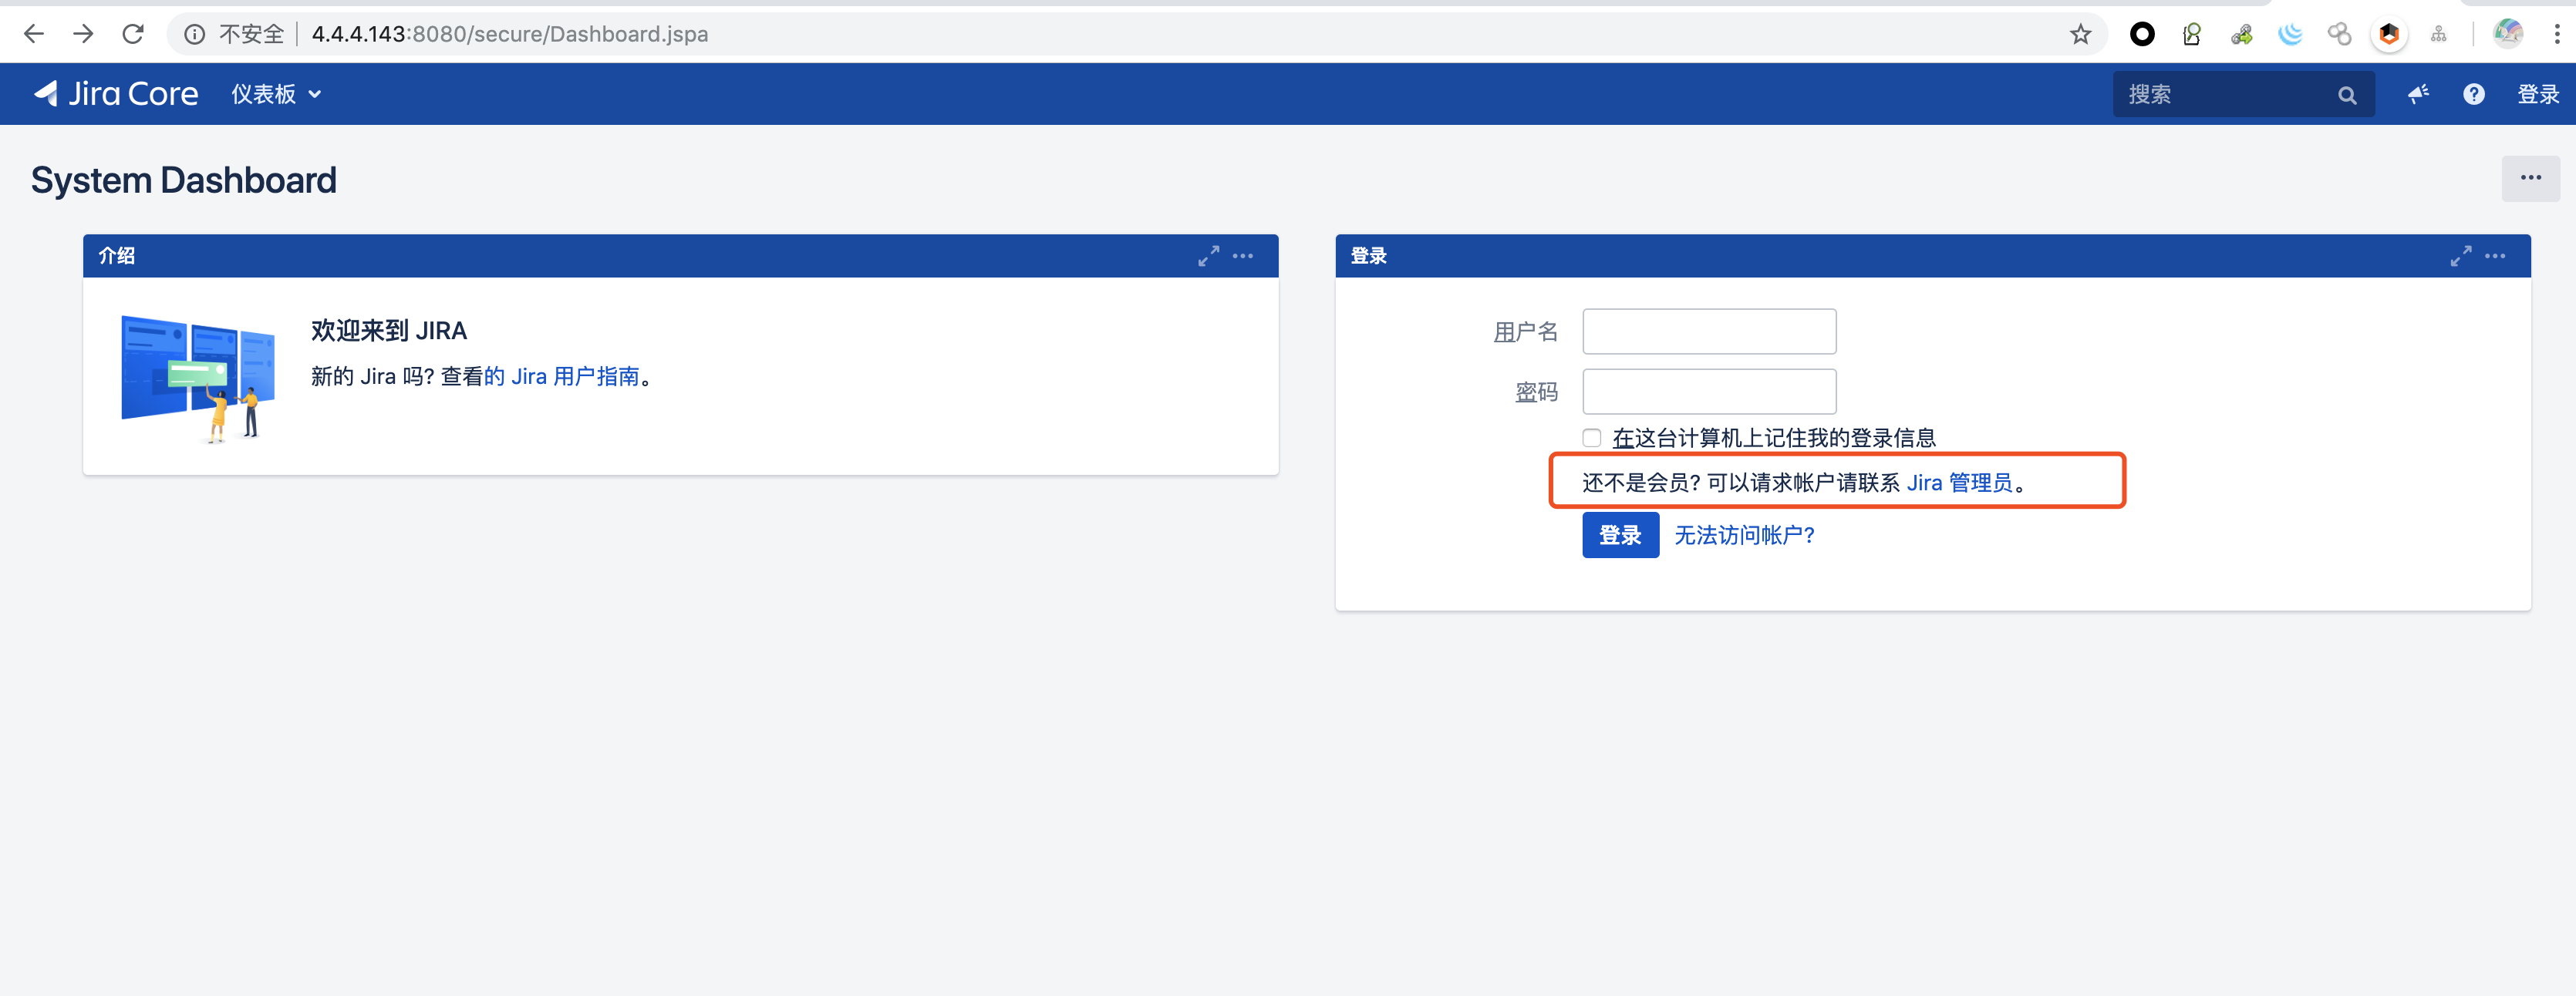 不安全 4.4.4.143:8080/secure/Dashboard.jspa
Jira Core 仪表板 搜索 登录
System Dashboard
介绍
欢迎来到 JIRA
新的 Jira 吗? 查看的 Jira 用户指南。
登录
用户名
密码
在这台计算机上记住我的登录信息
还不是会员? 可以请求帐户请联系 Jira 管理员。
登录 无法访问帐户?